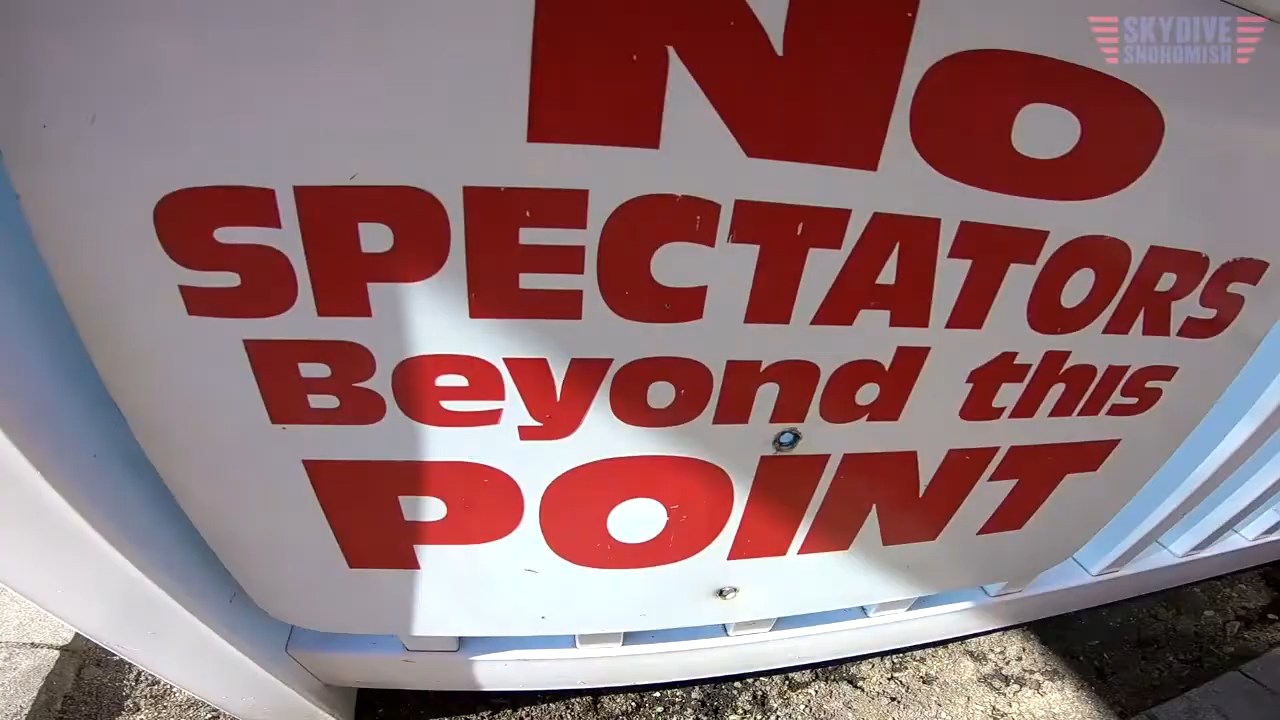 SKYDIVE
SNOHOMISH
No
SPECTATORS
Beyond this
POINT